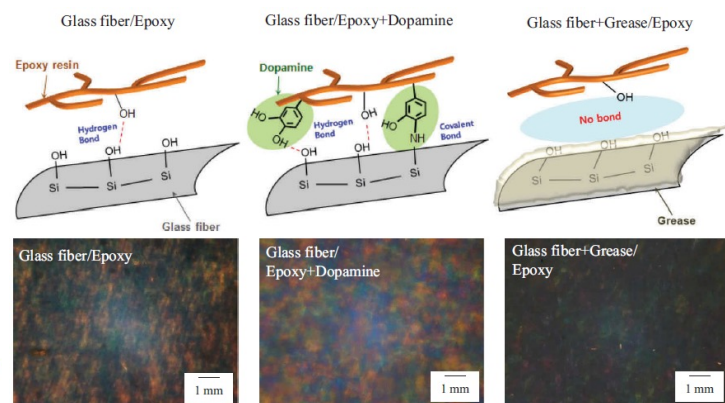 Glass fiber/Epoxy
Epoxy resin
OH
Hydrogen
Bond
OH
OH
OH
Si
Si
Si
Glass fiber
Glass fiber/Epoxy+Dopamine
Dopamine
HO
HO
Hydrogen
Bond
OH
HO
Covalent
Bond
OH
OH
NH
Si
Si
Si
Glass fiber+Grease/Epoxy
OH
No bond
OH
OH
OH
Si
Si
Si
Grease
Glass fiber/Epoxy
1 mm
Glass fiber/
Epoxy+Dopamine
1 mm
Glass fiber+Grease/
Epoxy
1 mm